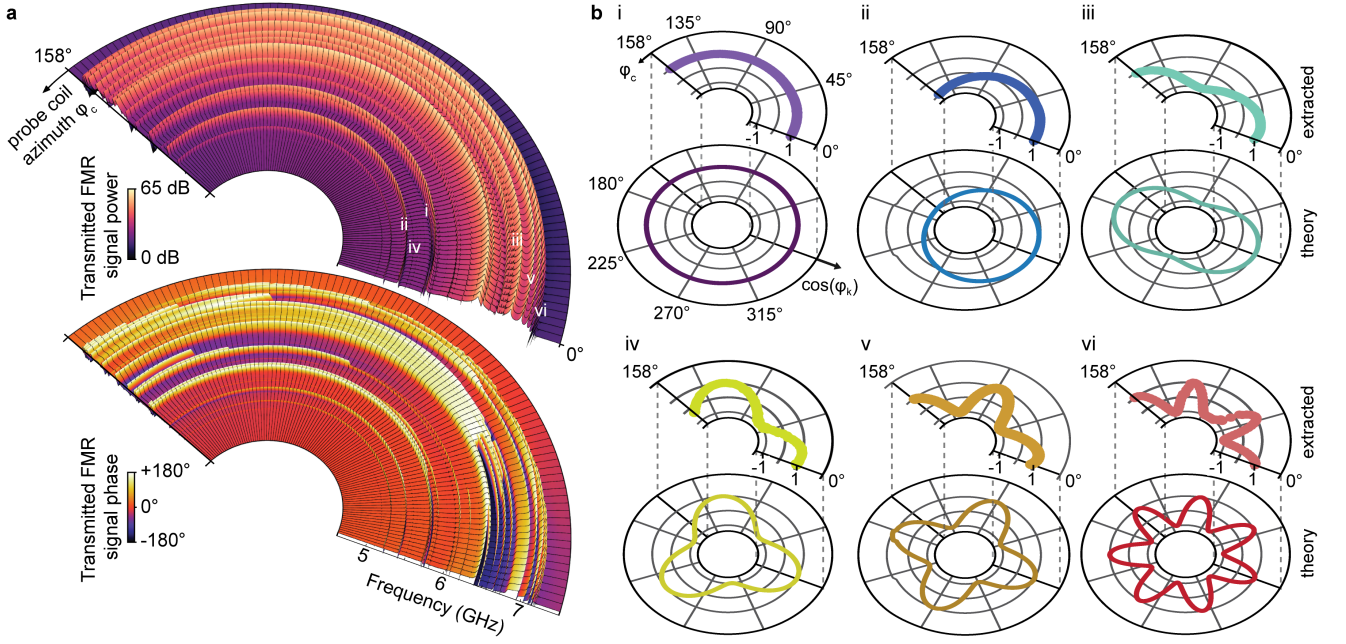 a
158°
probe coil
azimuth φc
Transmitted FMR
signal power
65 dB
0 dB
i
ii
iii
iv
v
vi
0°
Transmitted FMR
signal phase
+180°
0°
-180°
5
6
7
Frequency (GHz)
b
i
135°
90°
158°
φc
45°
-1
1
0°
180°
225°
270°
315°
cos(φk)
ii
158°
-1
1
0°
iii
158°
-1
1
0°
extracted
theory
iv
158°
-1
1
0°
v
158°
-1
1
0°
vi
158°
-1
1
0°
extracted
theory